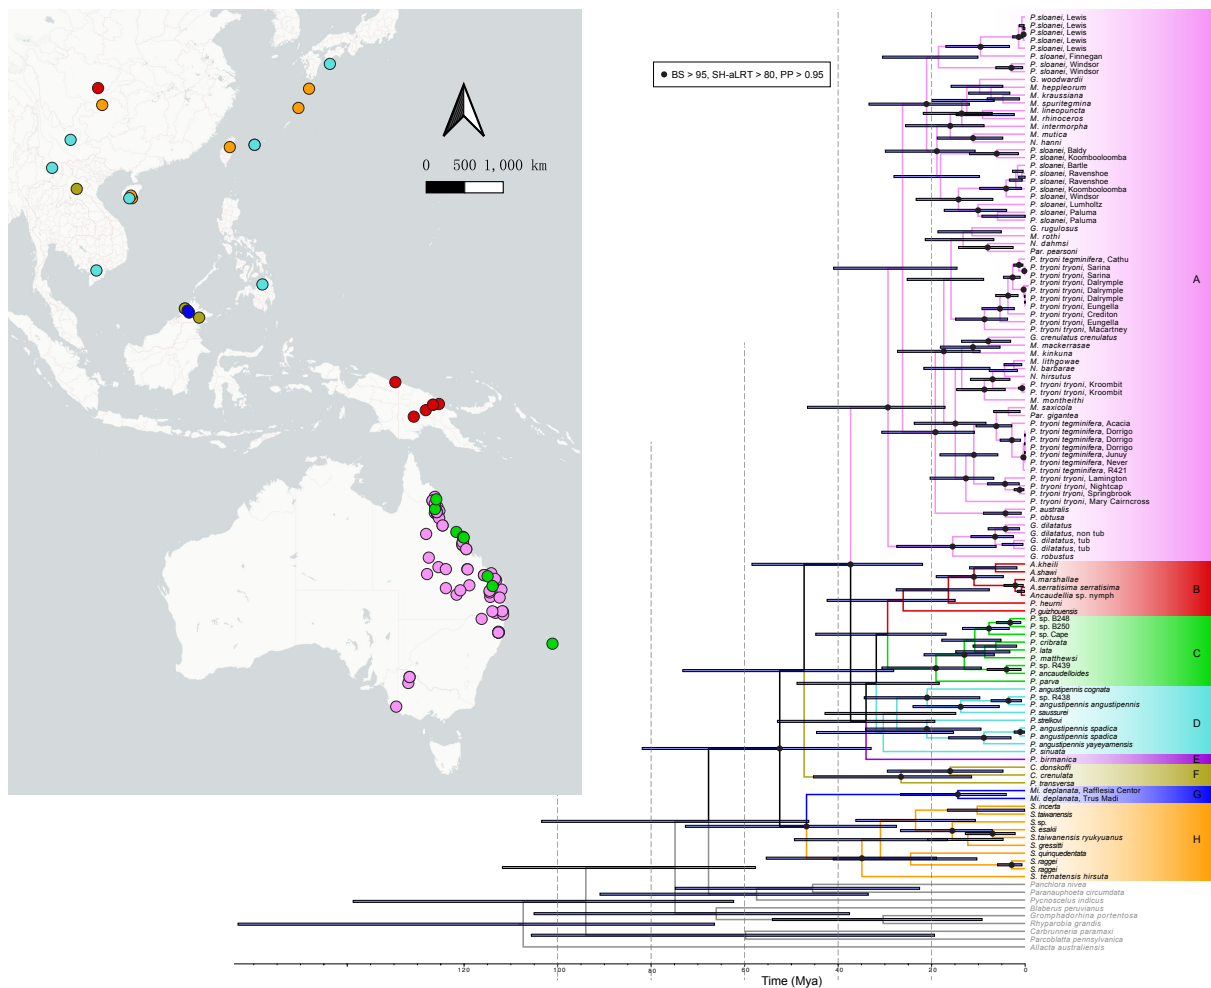 P.sloanei, Lewis
P.sloanei, Lewis
P.sloanei, Lewis
P.sloanei, Lewis
P.sloanei, Lewis
P. sloanei, Finnegan
P. sloanei, Windsor
P. sloanei, Windsor
G. woodwardii
M. heppleorum
M. kraussiana
M. spuritegmina
M. lineopuncta
M. rhinoceros
M. intermorpha
M. mutica
N. hanni
P. sloanei, Baldy
P. sloanei, Koombooloomba
P. sloanei, Bartle
P. sloanei, Ravenshoe
P. sloanei, Ravenshoe
P. sloanei, Koombooloomba
P. sloanei, Windsor
P. sloanei, Lumholtz
P. sloanei, Paluma
P. sloanei, Paluma
G. rugulosus
M. rothi
N. dahmsi
Par. pearsoni
P. tryoni tegminifera, Cathu
P. tryoni tryoni, Sarina
P. tryoni tryoni, Sarina
P. tryoni tryoni, Dalrymple
P. tryoni tryoni, Dalrymple
P. tryoni tryoni, Dalrymple
P. tryoni tryoni, Eungella
P. tryoni tryoni, Crediton
P. tryoni tryoni, Eungella
P. tryoni tryoni, Macartney
G. crenulatus crenulatus
M. mackerrasae
M. kinkuna
M. lithgowae
N. barbarae
N. hirsutus
P. tryoni tryoni, Kroombit
P. tryoni tryoni, Kroombit
M. montheithi
M. saxicola
Par. gigantea
P. tryoni tegminifera, Acacia
P. tryoni tegminifera, Dorrigo
P. tryoni tegminifera, Dorrigo
P. tryoni tegminifera, Dorrigo
P. tryoni tegminifera, Junuy
P. tryoni tegminifera, Never
P. tryoni tegminifera, R421
P. tryoni tryoni, Lamington
P. tryoni tryoni, Nightcap
P. tryoni tryoni, Springbrook
P. tryoni tryoni, Mary Cairncross
P. australis
P. obtusa
G. dilatatus
G. dilatatus, non tub
G. dilatatus, tub
G. dilatatus, tub
G. robustus
A
A.kheili
A.shawi
A.marshallae
A.serratisima serratisima
Ancaudellia sp. nymph
P. heurni
P. guizhouensis
B
P. sp. B248
P. sp. B250
P. sp. Cape
P. cribrata
P. lata
P. matthewsi
P. sp. R439
P. ancaudelloides
P. parva
C
P. angustipennis cognata
P. sp. R438
P. angustipennis angustipennis
P. saussurei
P. strelkovi
P. angustipennis spadica
P. angustipennis spadica
P. angustipennis yayeyamensis
P. sinuata
D
P. birmanica
E
C. donskoffi
C. crenulata
P. transversa
F
Mi. deplanata, Rafflesia Centor
Mi. deplanata, Trus Madi
G
S. incerta
S.taiwanensis
S.sp.
S. esakii
S.taiwanensis ryukyuanus
S. gressitti
S. quinquedentata
S. raggei
S. raggei
S. ternatensis hirsuta
H
Panchlora nivea
Paranauphoeta circumdata
Pycnoscelus indicus
Blaberus peruvianus
Gromphadorhina portentosa
Rhyparobia grandis
Carbrunneria paramaxi
Parcoblatta pennsylvanica
Allacta australiensis
BS > 95, SH-aLRT > 80, PP > 0.95
0 500 1,000 km
120 100 80 60 40 20 0
Time (Mya)